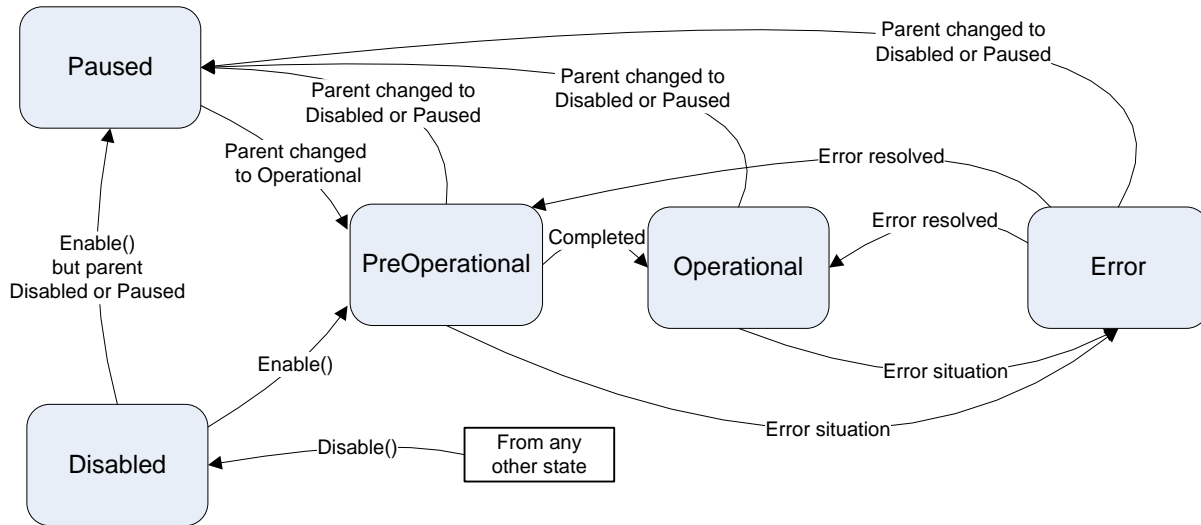 Paused
Parent changed to
Disabled or Paused
Parent changed to
Disabled or Paused
Parent changed to
Disabled or Paused
Parent changed
to Operational
Error resolved
Enable()
but parent
Disabled or Paused
PreOperational
Completed
Operational
Error resolved
Error
Enable()
Error situation
Error situation
Disabled
Disable()
From any
other state